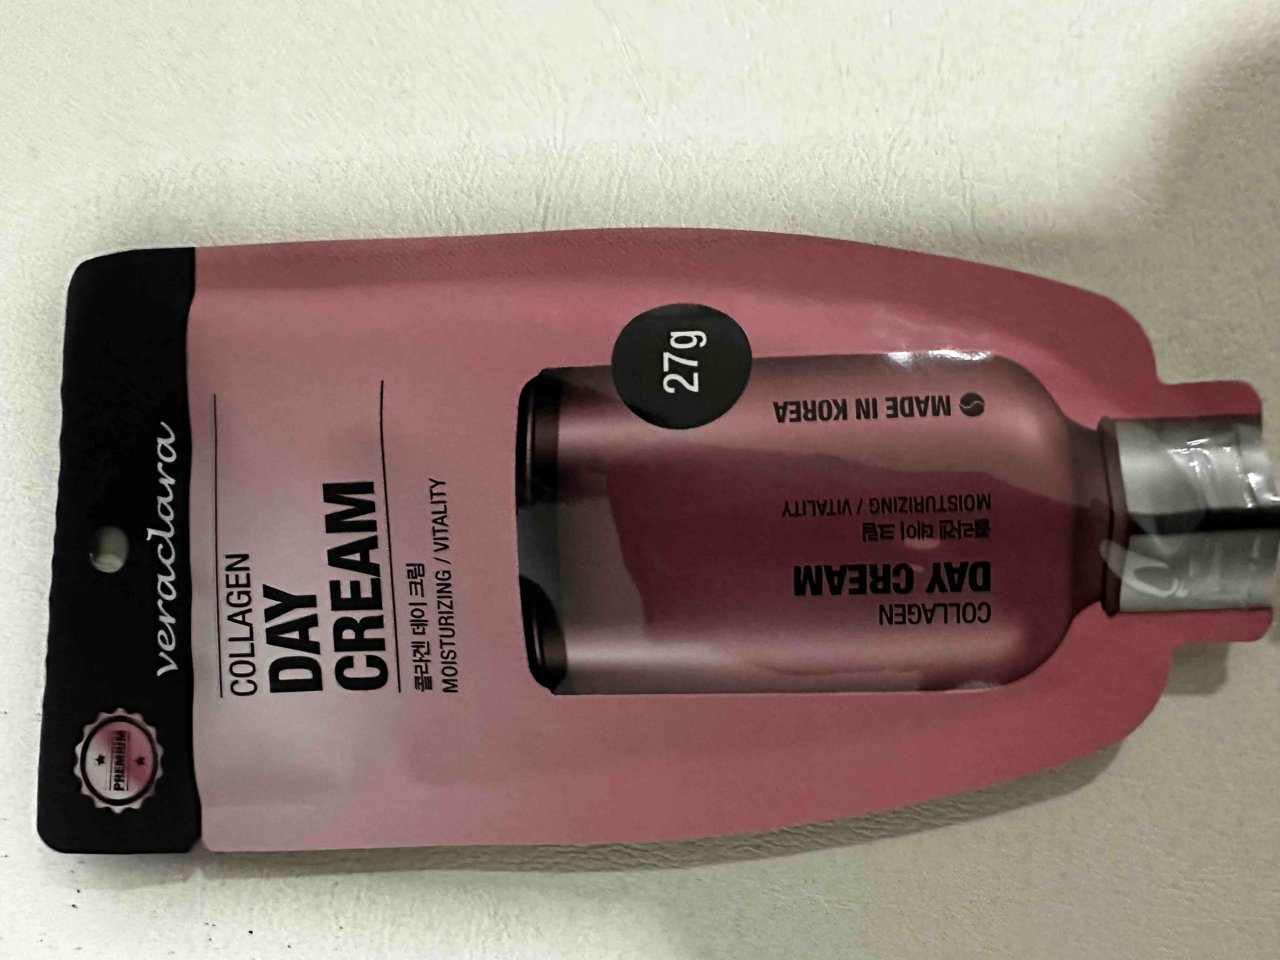 veraclara
PREMIUM
COLLAGEN
DAY
CREAM
콜라겐 데이 크림
MOISTURIZING / VITALITY
27g
COLLAGEN
DAY CREAM
콜라겐 데이 크림
MOISTURIZING / VITALITY
MADE IN KOREA